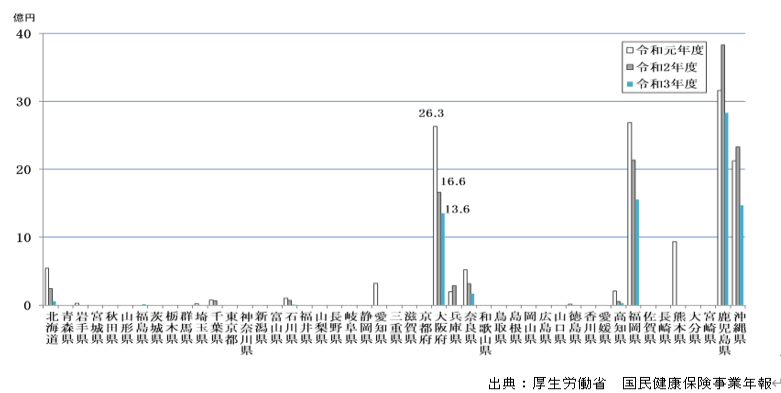 億円
40
30
20
10
0
令和元年度
令和2年度
令和3年度
26.3
16.6
13.6
北海道
青森県
岩手県
宮城県
秋田県
山形県
福島県
茨城県
栃木県
群馬県
埼玉県
千葉県
東京都
神奈川県
新潟県
富山県
石川県
福井県
山梨県
長野県
岐阜県
静岡県
愛知県
三重県
滋賀県
京都府
大阪府
兵庫県
奈良県
和歌山県
鳥取県
島根県
岡山県
広島県
山口県
徳島県
香川県
愛媛県
高知県
福岡県
佐賀県
長崎県
熊本県
大分県
宮崎県
鹿児島県
沖縄県
出典：厚生労働省　国民健康保険事業年報↵